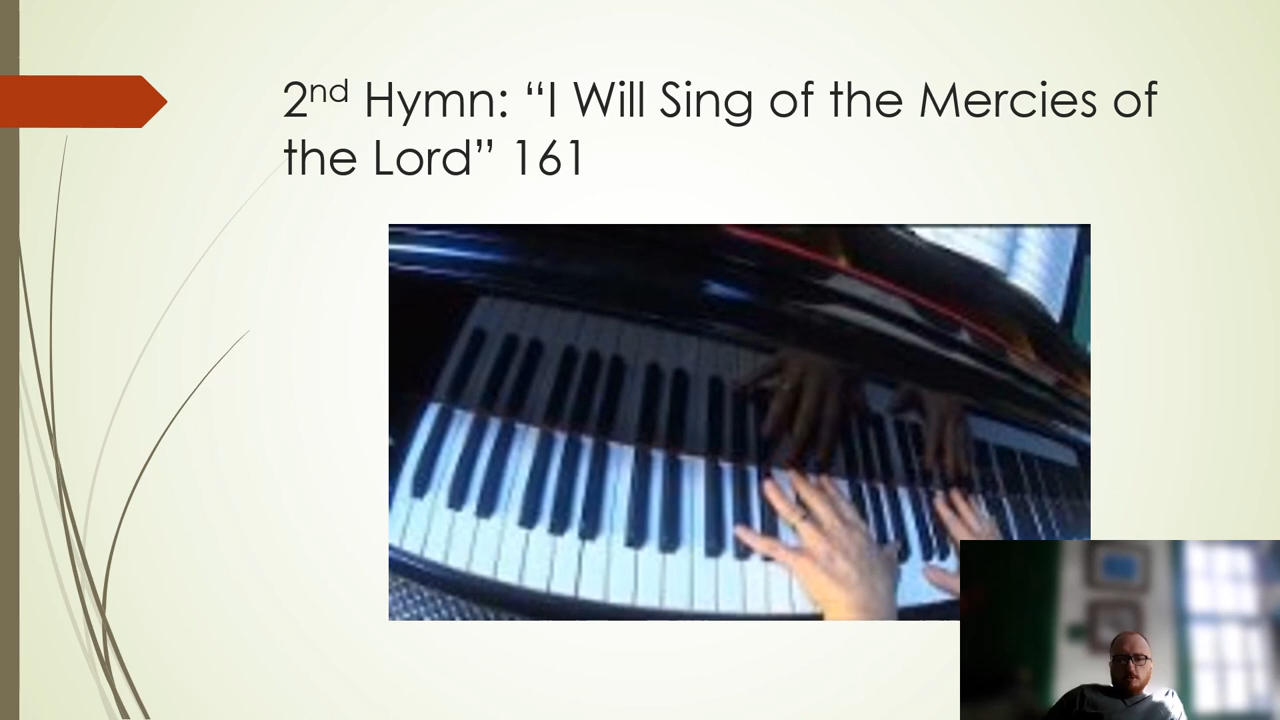 2nd Hymn: “I Will Sing of the Mercies of
the Lord” 161